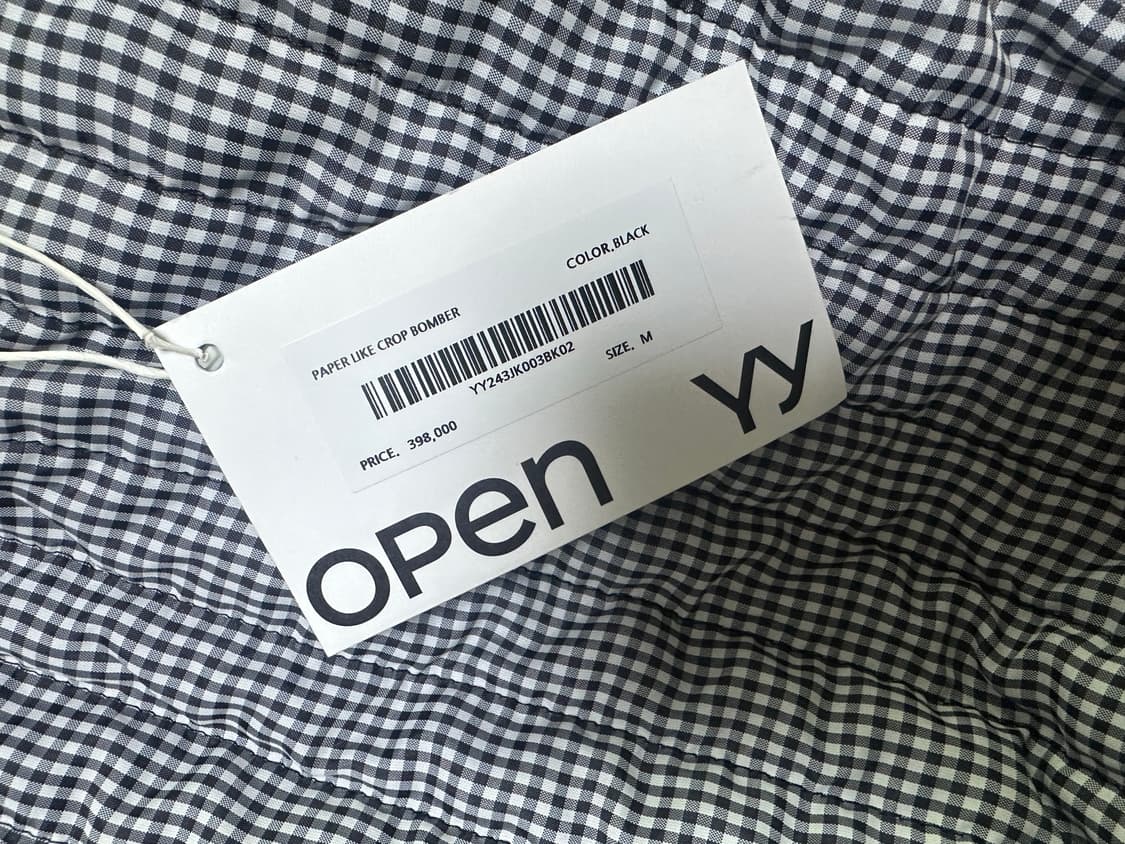 COLOR.BLACK
PAPER LIKE CROP BOMBER
YY243JK003BK02
SIZE. M
PRICE. 398,000
OPen YY